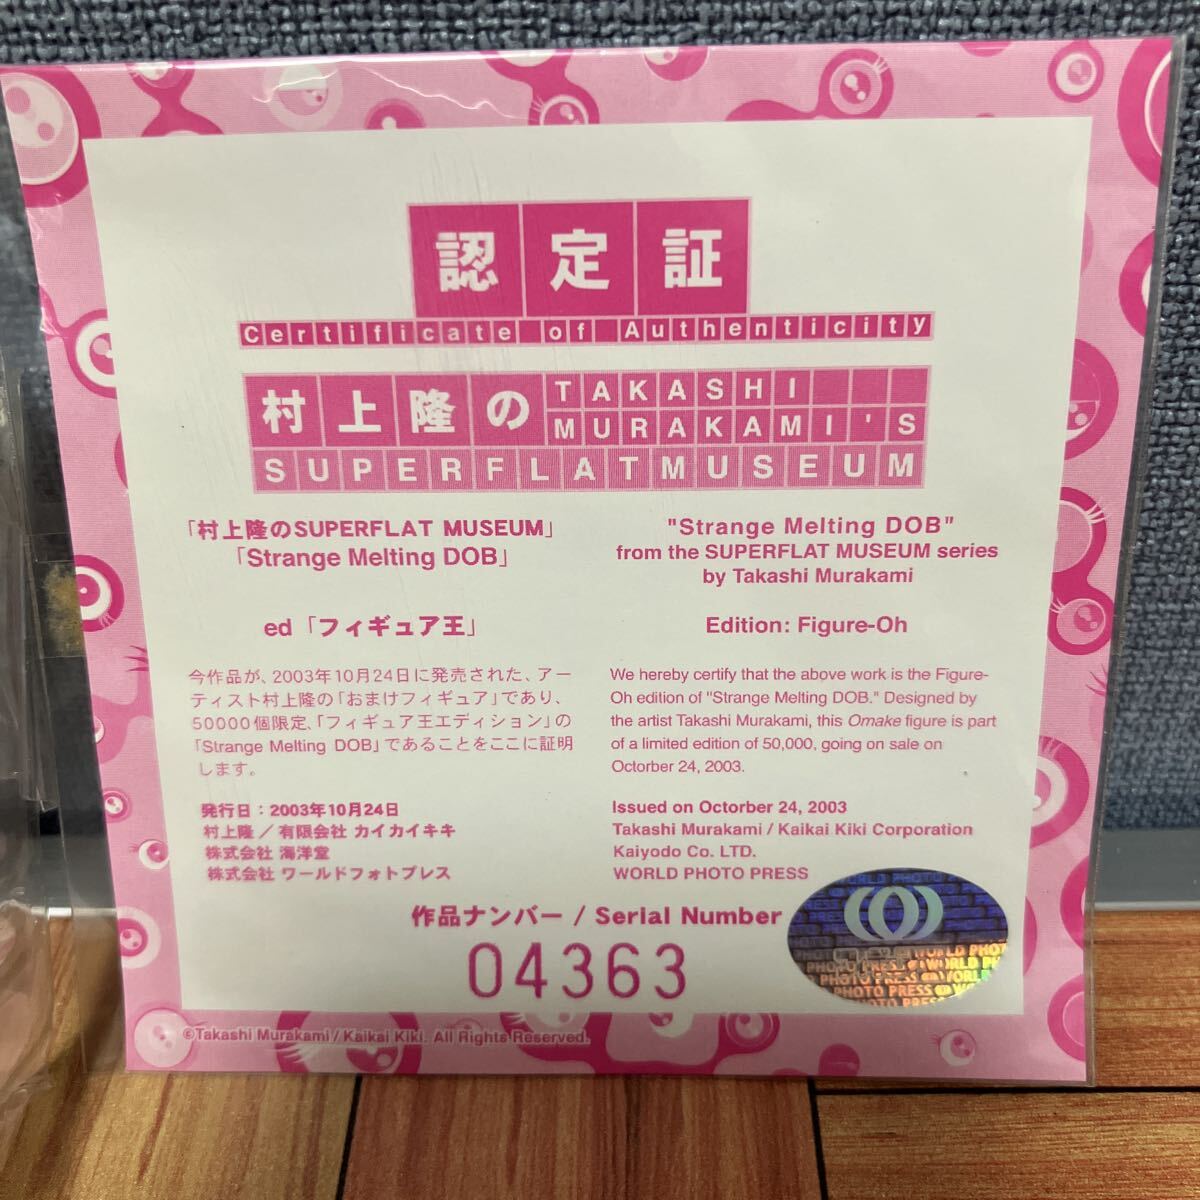 認定証
Certificate of Authenticity
村上隆の TAKASHI
MURAKAMI'S
SUPERFLATMUSEUM
「村上隆のSUPERFLAT MUSEUM」
「Strange Melting DOB」
ed「フィギュア王」
今作品が、2003年10月24日に発売された、アー
ティスト村上隆の「おまけフィギュア」であり、
50000個限定、「フィギュア王エディション」の
「Strange Melting DOB」であることをここに証明
します。
発行日：2003年10月24日
村上隆／有限会社 カイカイキキ
株式会社 海洋堂
株式会社 ワールドフォトプレス
"Strange Melting DOB"
from the SUPERFLAT MUSEUM series
by Takashi Murakami
Edition: Figure-Oh
We hereby certify that the above work is the Figure-
Oh edition of "Strange Melting DOB." Designed by
the artist Takashi Murakami, this Omake figure is part
of a limited edition of 50,000, going on sale on
Octorber 24, 2003.
Issued on Octorber 24, 2003
Takashi Murakami / Kaikai Kiki Corporation
Kaiyodo Co. LTD.
WORLD PHOTO PRESS
作品ナンバー / Serial Number
04363
WORLD PHOTO
PRESS
WORLD PHOTO
PHOTO PRESS WORLD
PHOTO PRESS
©Takashi Murakami / Kaikai Kiki. All Rights Reserved.